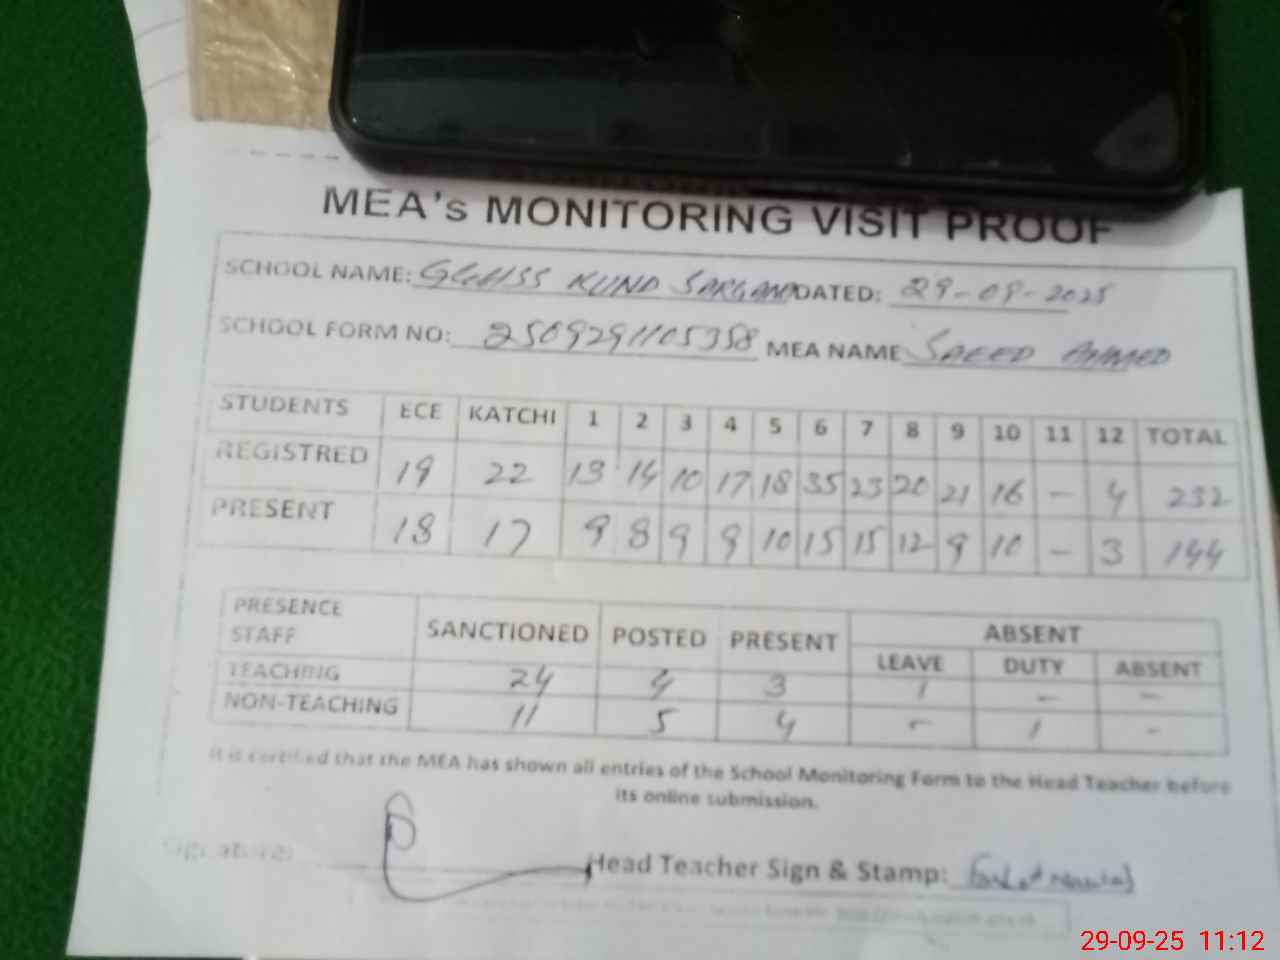 MEA's MONITORING VISIT PROOF
SCHOOL NAME: GGHSS KUND SARGANO DATED: 29-09-2025
SCHOOL FORM NO: 2509291105358 MEA NAME SAEED AHMED
STUDENTS ECE KATCHI 1 2 3 4 5 6 7 8 9 10 11 12 TOTAL
REGISTRED 19 22 13 14 10 17 18 35 23 20 21 16 - 4 232
PRESENT 18 17 9 8 9 9 10 15 15 12 9 10 - 3 144
PRESENCE STAFF SANCTIONED POSTED PRESENT ABSENT
LEAVE DUTY ABSENT
TEACHING 24 4 3 1 - -
NON-TEACHING 11 5 4 - 1 -
It is certified that the MEA has shown all entries of the School Monitoring Form to the Head Teacher before
its online submission.
Signature: Head Teacher Sign & Stamp:
29-09-25 11:12